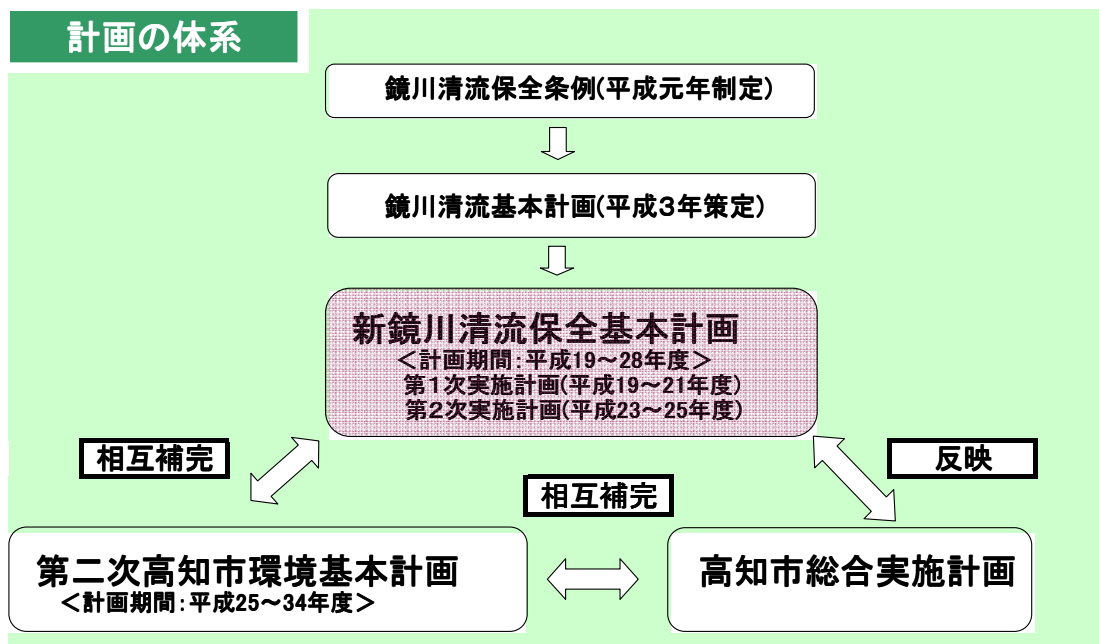 計画の体系
鏡川清流保全条例(平成元年制定)
鏡川清流基本計画(平成３年策定)
新鏡川清流保全基本計画
＜計画期間：平成19～28年度＞
第１次実施計画(平成19～21年度)
第２次実施計画(平成23～25年度)
相互補完
反映
相互補完
第二次高知市環境基本計画
＜計画期間：平成25～34年度＞
高知市総合実施計画